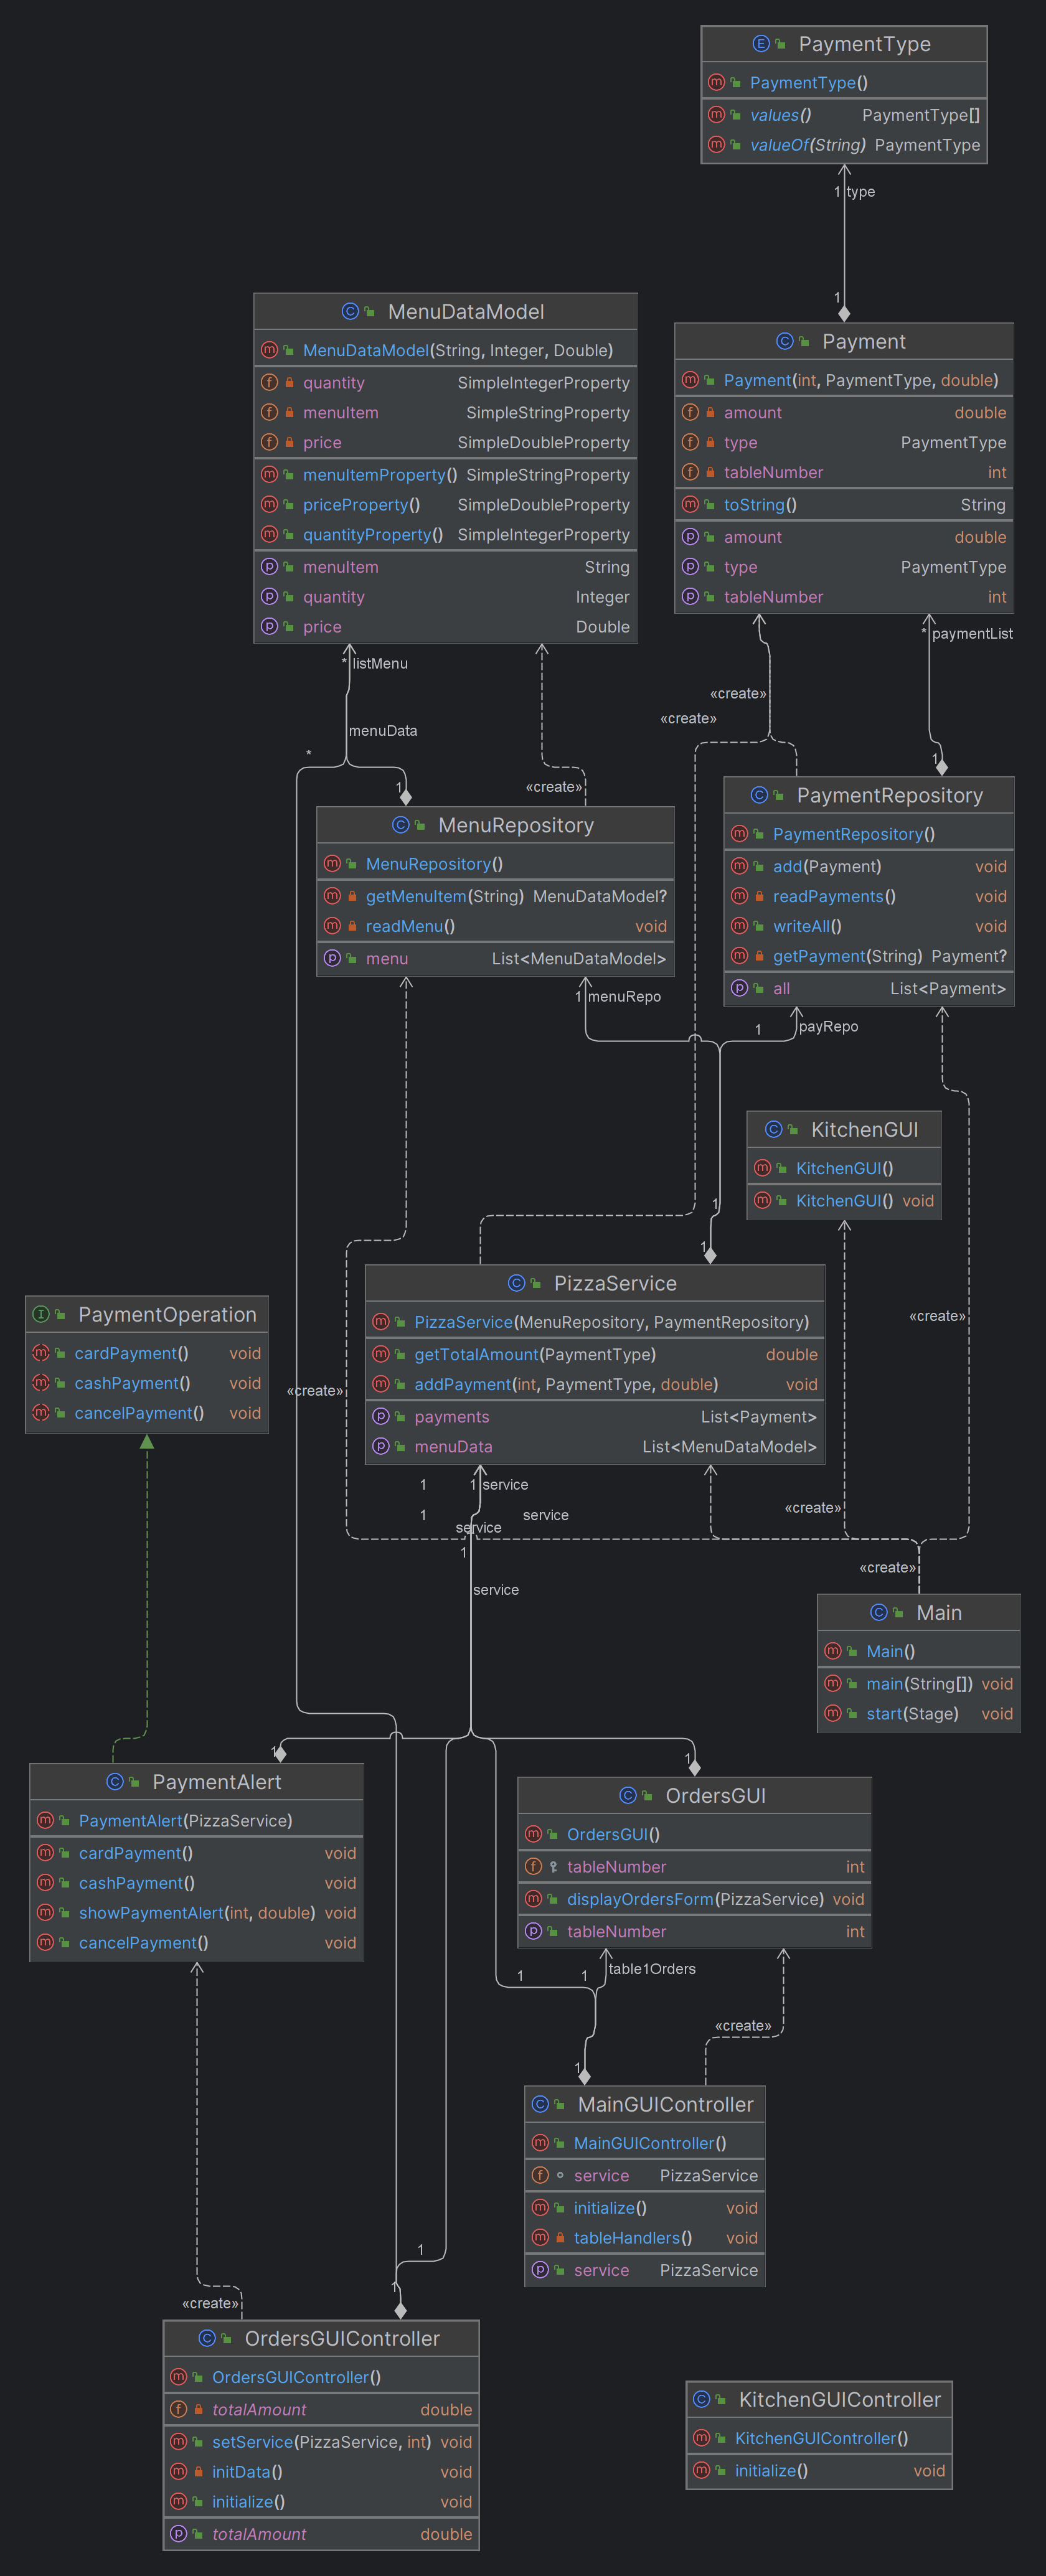 PaymentType
PaymentType()
values() PaymentType[]
valueOf(String) PaymentType
1 type
1
MenuDataModel
MenuDataModel(String, Integer, Double)
quantity SimpleIntegerProperty
menuItem SimpleStringProperty
price SimpleDoubleProperty
menuItemProperty() SimpleStringProperty
priceProperty() SimpleDoubleProperty
quantityProperty() SimpleIntegerProperty
menuItem String
quantity Integer
price Double
Payment
Payment(int, PaymentType, double)
amount double
type PaymentType
tableNumber int
toString() String
amount double
type PaymentType
tableNumber int
* listMenu
* paymentList
«create»
«create»
menuData
*
1
1
«create»
MenuRepository
MenuRepository()
getMenuItem(String) MenuDataModel?
readMenu() void
menu List<MenuDataModel>
PaymentRepository
PaymentRepository()
add(Payment) void
readPayments() void
writeAll() void
getPayment(String) Payment?
all List<Payment>
1 menuRepo
1 payRepo
KitchenGUI
KitchenGUI()
KitchenGUI() void
1
1
PizzaService
PizzaService(MenuRepository, PaymentRepository)
getTotalAmount(PaymentType) double
addPayment(int, PaymentType, double) void
payments List<Payment>
menuData List<MenuDataModel>
PaymentOperation
cardPayment() void
cashPayment() void
cancelPayment() void
«create»
«create»
1 1 service
«create»
1 service
service
1
«create»
service
Main
Main()
main(String[]) void
start(Stage) void
1
1
PaymentAlert
PaymentAlert(PizzaService)
cardPayment() void
cashPayment() void
showPaymentAlert(int, double) void
cancelPayment() void
OrdersGUI
OrdersGUI()
tableNumber int
displayOrdersForm(PizzaService) void
tableNumber int
1 1 table1Orders
«create»
1
MainGUIController
MainGUIController()
service PizzaService
initialize() void
tableHandlers() void
service PizzaService
1
1
«create»
OrdersGUIController
OrdersGUIController()
totalAmount double
setService(PizzaService, int) void
initData() void
initialize() void
totalAmount double
KitchenGUIController
KitchenGUIController()
initialize() void